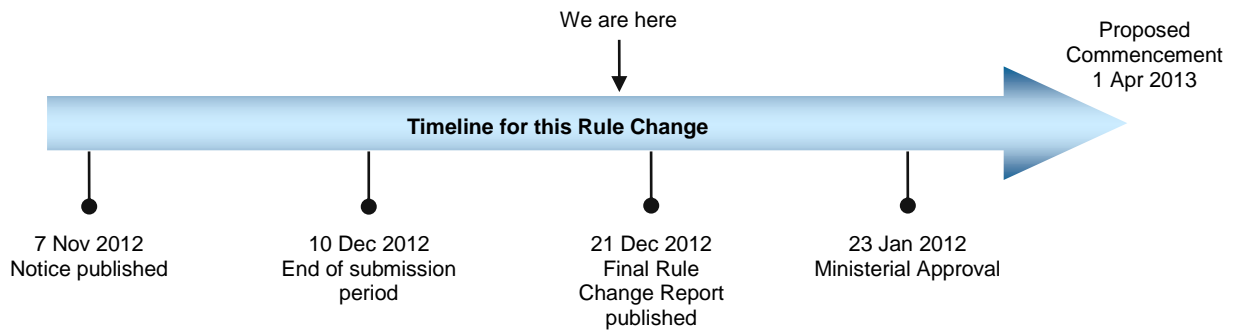 We are here
Proposed
Commencement
1 Apr 2013
Timeline for this Rule Change
7 Nov 2012
Notice published
10 Dec 2012
End of submission
period
21 Dec 2012
Final Rule
Change Report
published
23 Jan 2012
Ministerial Approval